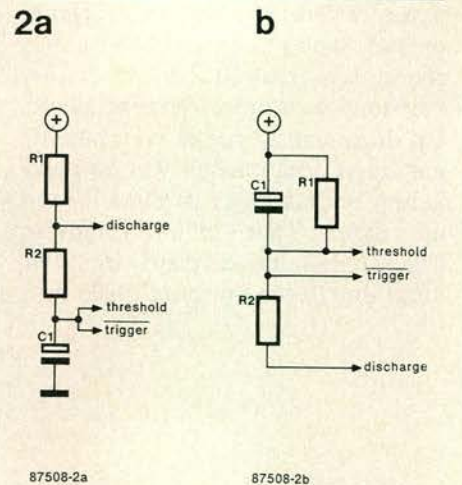 2a
+
R1
discharge
R2
threshold
trigger
C1
87508-2a
b
+
C1
R1
threshold
trigger
R2
discharge
87508-2b